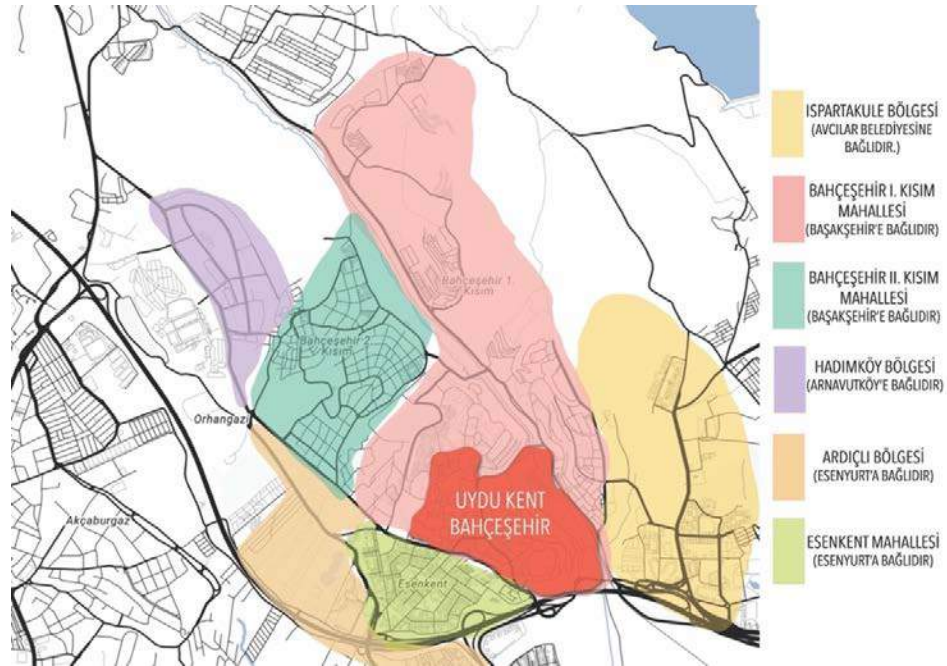 Bahçeşehir 1.
Kısım
Bahçeşehir 2.
Kısım
Orhangazi
Akçaburgaz
UYDU KENT
BAHÇEŞEHİR
Esenkent
ISPARTAKULE BÖLGESİ
(AVCILAR BELEDİYESİNE
BAĞLIDIR.)
BAHÇEŞEHİR I. KISIM
MAHALLESİ
(BAŞAKŞEHİR'E BAĞLIDIR)
BAHÇEŞEHİR II. KISIM
MAHALLESİ
(BAŞAKŞEHİR'E BAĞLIDIR)
HADIMKÖY BÖLGESİ
(ARNAVUTKÖY'E BAĞLIDIR)
ARDIÇLI BÖLGESİ
(ESENYURT'A BAĞLIDIR)
ESENKENT MAHALLESİ
(ESENYURT'A BAĞLIDIR)